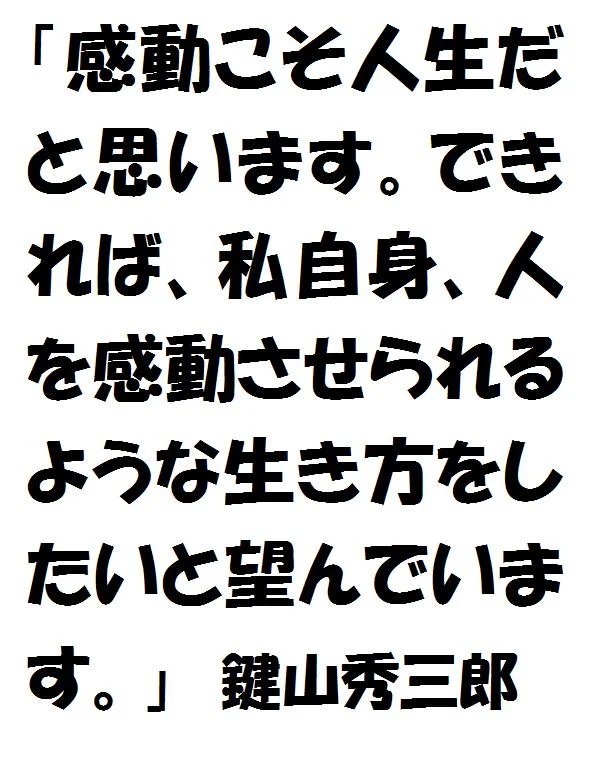 「感動こそ人生だ
と思います。でき
れば、私自身、人
を感動させられる
ような生き方をし
たいと望んでいま
す。」 鍵山秀三郎